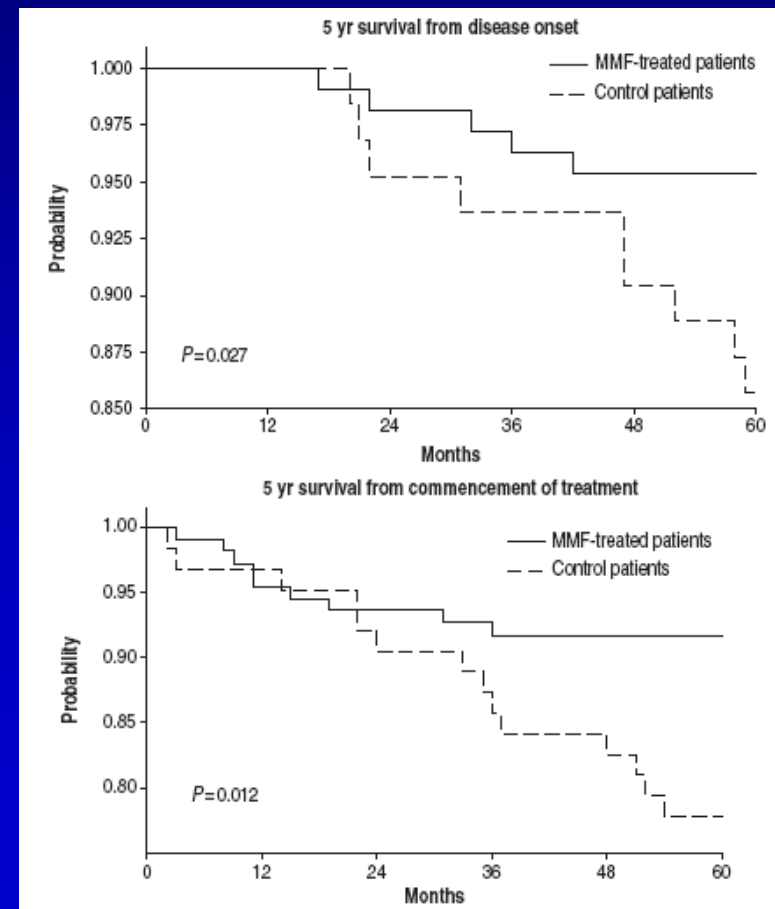 5 yr survival from disease onset
MMF-treated patients
Control patients
1.000
0.975
0.950
0.925
0.900
0.875
0.850
Probability
P=0.027
0 12 24 36 48 60
Months
5 yr survival from commencement of treatment
MMF-treated patients
Control patients
1.00
0.95
0.90
0.85
0.80
Probability
P=0.012
0 12 24 36 48 60
Months